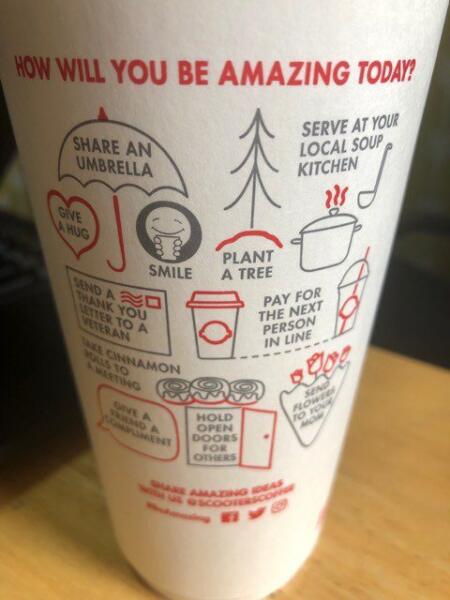 HOW WILL YOU BE AMAZING TODAY?
SHARE AN
UMBRELLA
SERVE AT YOUR
LOCAL SOUP
KITCHEN
GIVE
A HUG
SMILE
PLANT
A TREE
SEND A
THANK YOU
LETTER TO A
VETERAN
PAY FOR
THE NEXT
PERSON
IN LINE
TAKE CINNAMON
ROLLS TO
A MEETING
GIVE A
FRIEND A
COMPLIMENT
HOLD
OPEN
DOORS
FOR
OTHERS
SEND
FLOWERS
TO YOUR
MOM
SHARE AMAZING IDEAS
WITH US @SCOOTERSCOFFEE
#BeAmazing